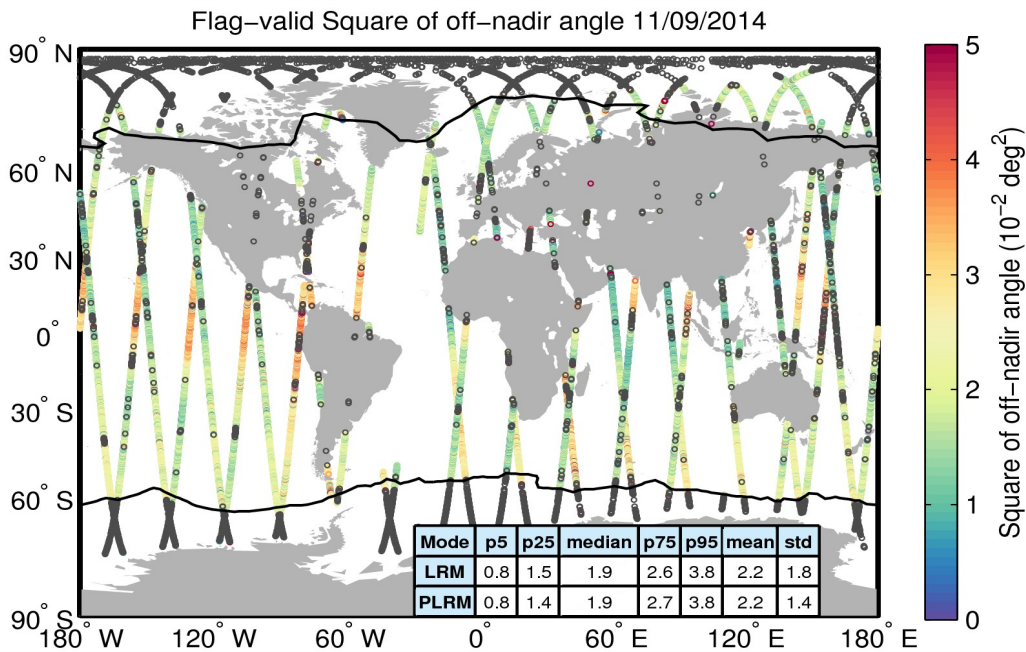 Flag-valid Square of off-nadir angle 11/09/2014
90° N
60° N
30° N
0°
30° S
60° S
90° S
180° W
120° W
60° W
0°
60° E
120° E
180° E
Mode p5 p25 median p75 p95 mean std
LRM 0.8 1.5 1.9 2.6 3.8 2.2 1.8
PLRM 0.8 1.4 1.9 2.7 3.8 2.2 1.4
5
4
3
2
1
0
Square of off-nadir angle (10⁻² deg²)